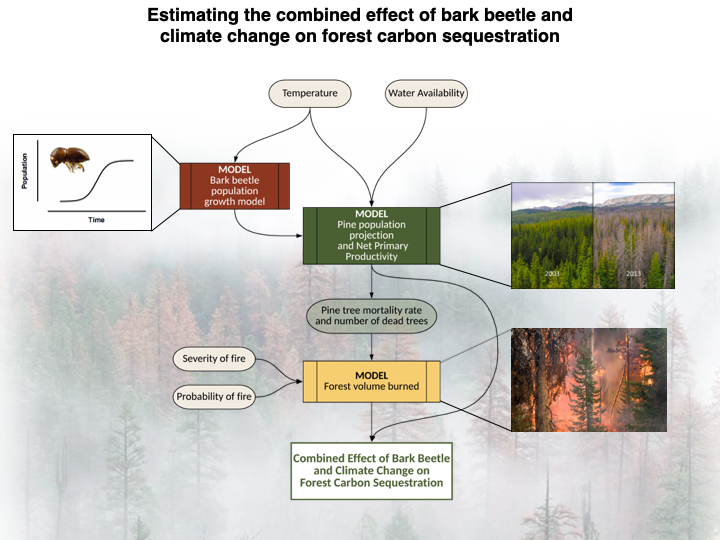 Estimating the combined effect of bark beetle and
climate change on forest carbon sequestration
Temperature
Water Availability
Population
Time
MODEL
Bark beetle
population
growth model
MODEL
Pine population
projection
and Net Primary
Productivity
2003
2013
Pine tree mortality rate
and number of dead trees
Severity of fire
Probability of fire
MODEL
Forest volume burned
Combined Effect of Bark Beetle
and Climate Change on
Forest Carbon Sequestration